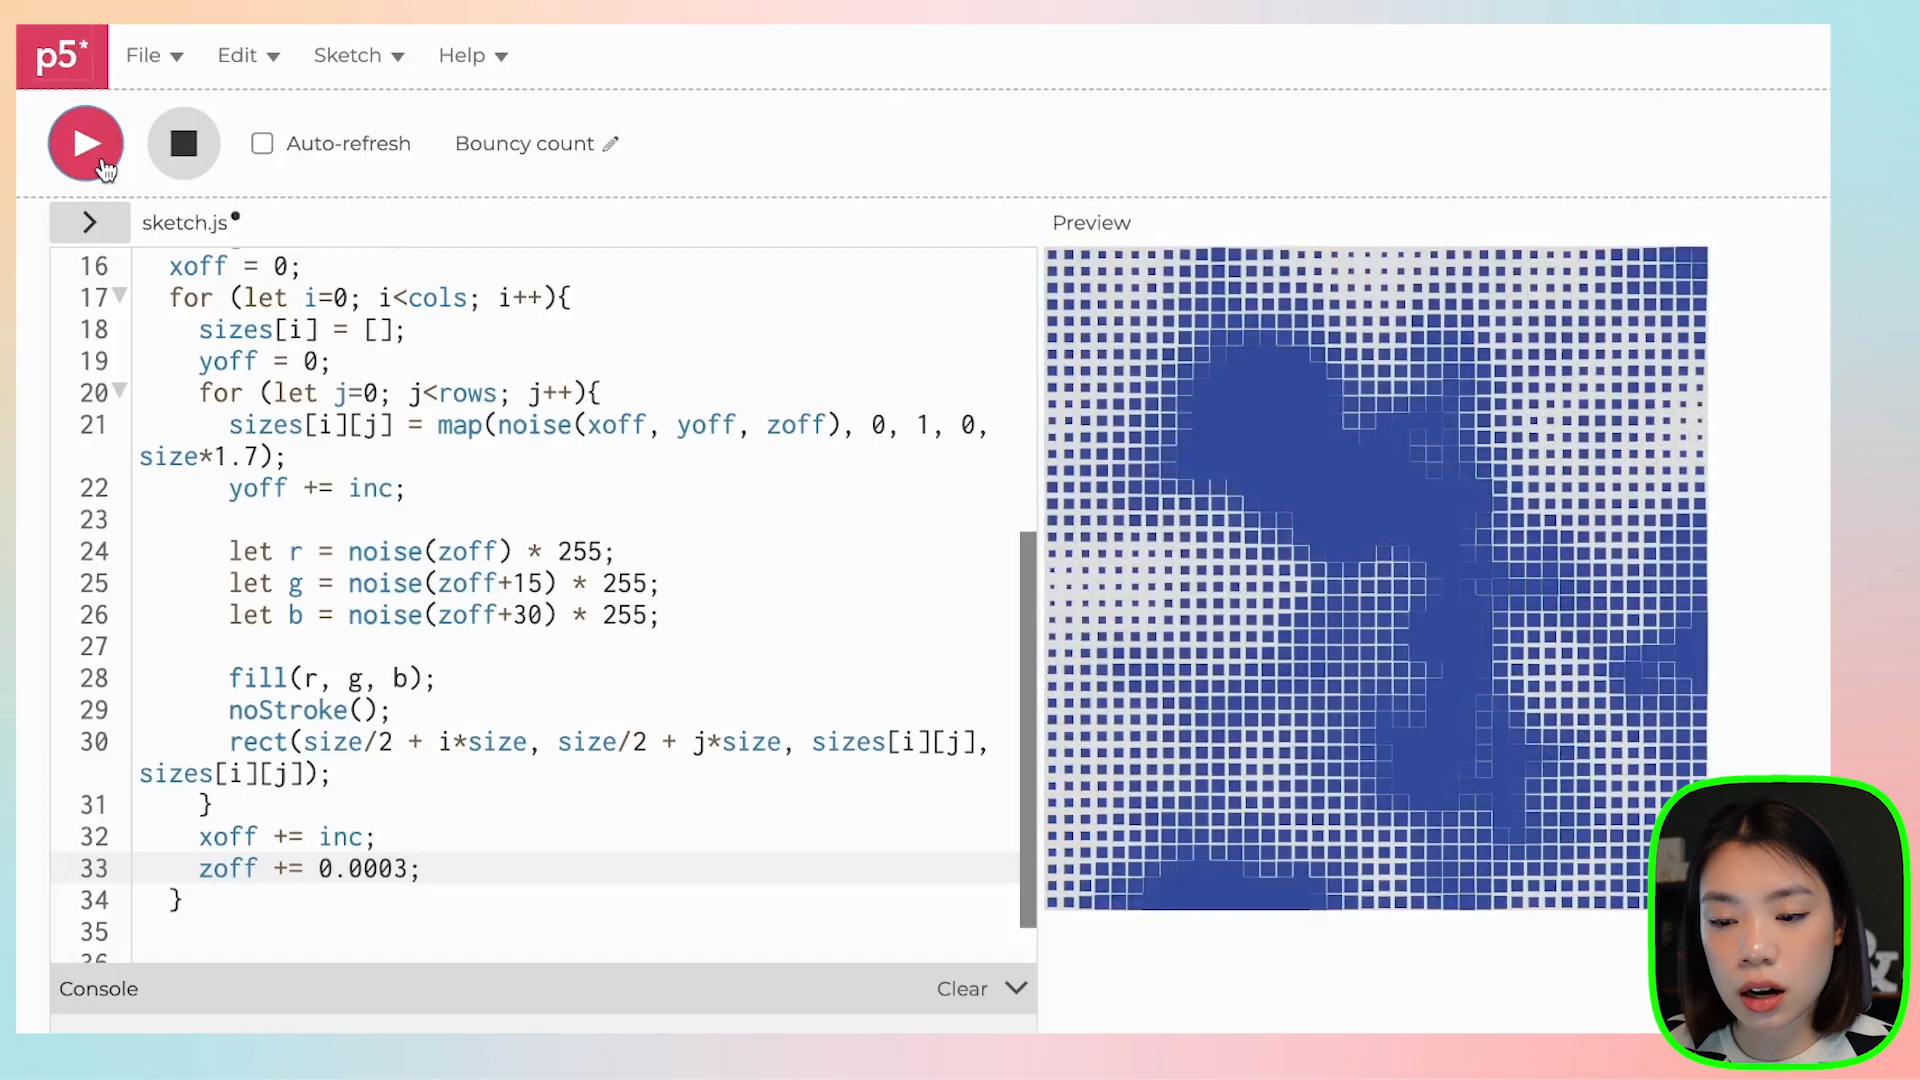 p5* File Edit Sketch Help
Auto-refresh Bouncy count
sketch.js Preview
16 xoff = 0;
17 for (let i=0; i<cols; i++){
18 sizes[i] = [];
19 yoff = 0;
20 for (let j=0; j<rows; j++){
21 sizes[i][j] = map(noise(xoff, yoff, zoff), 0, 1, 0,
size*1.7);
22 yoff += inc;
23
24 let r = noise(zoff) * 255;
25 let g = noise(zoff+15) * 255;
26 let b = noise(zoff+30) * 255;
27
28 fill(r, g, b);
29 noStroke();
30 rect(size/2 + i*size, size/2 + j*size, sizes[i][j],
sizes[i][j]);
31 }
32 xoff += inc;
33 zoff += 0.0003;
34 }
35
36
Console Clear
&